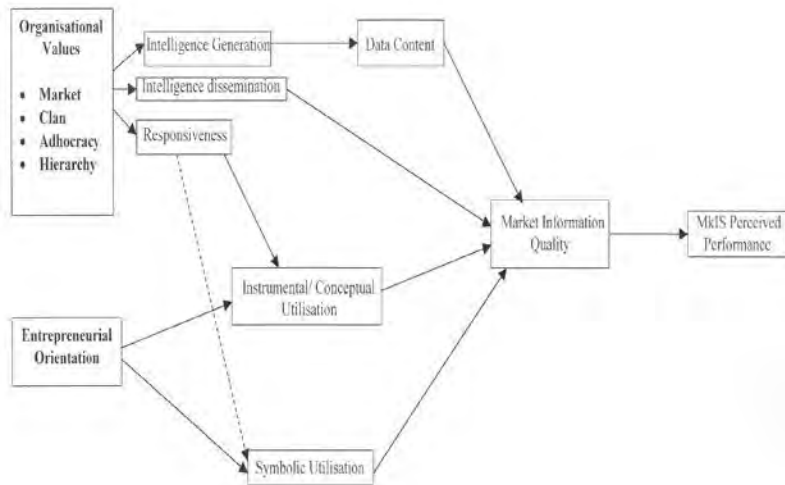 Organisational
Values
• Market
• Clan
• Adhocracy
• Hierarchy
Intelligence Generation
Data Content
Intelligence dissemination
Responsiveness
Market Information
Quality
MkIS Perceived
Performance
Instrumental/ Conceptual
Utilisation
Entrepreneurial
Orientation
Symbolic Utilisation